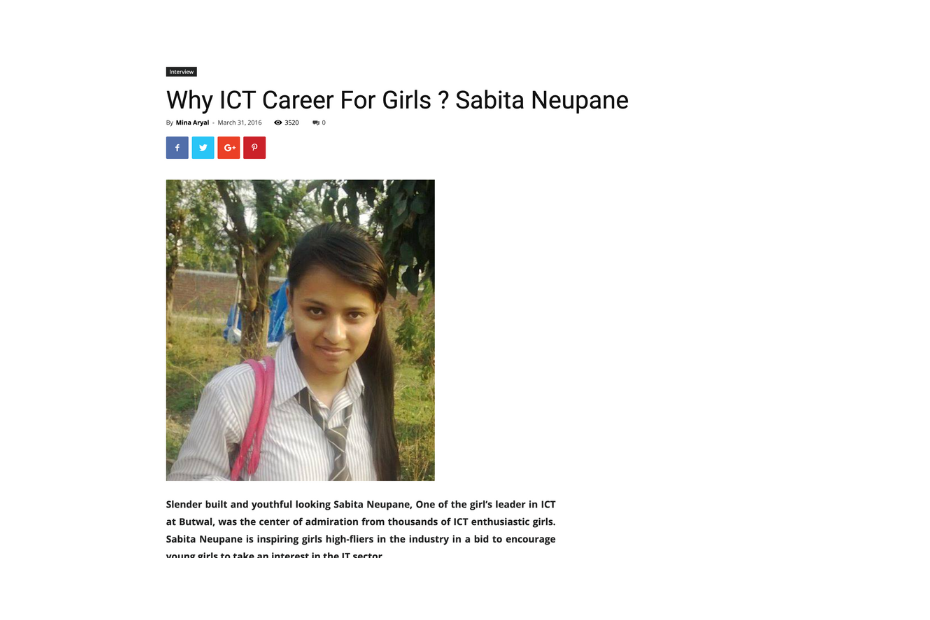 Interview
Why ICT Career For Girls ? Sabita Neupane
By Mina Aryal - March 31, 2016 3520 0
f G+
Slender built and youthful looking Sabita Neupane, One of the girl's leader in ICT
at Butwal, was the center of admiration from thousands of ICT enthusiastic girls.
Sabita Neupane is inspiring girls high-fliers in the industry in a bid to encourage
young girls to take an interest in the IT sector.